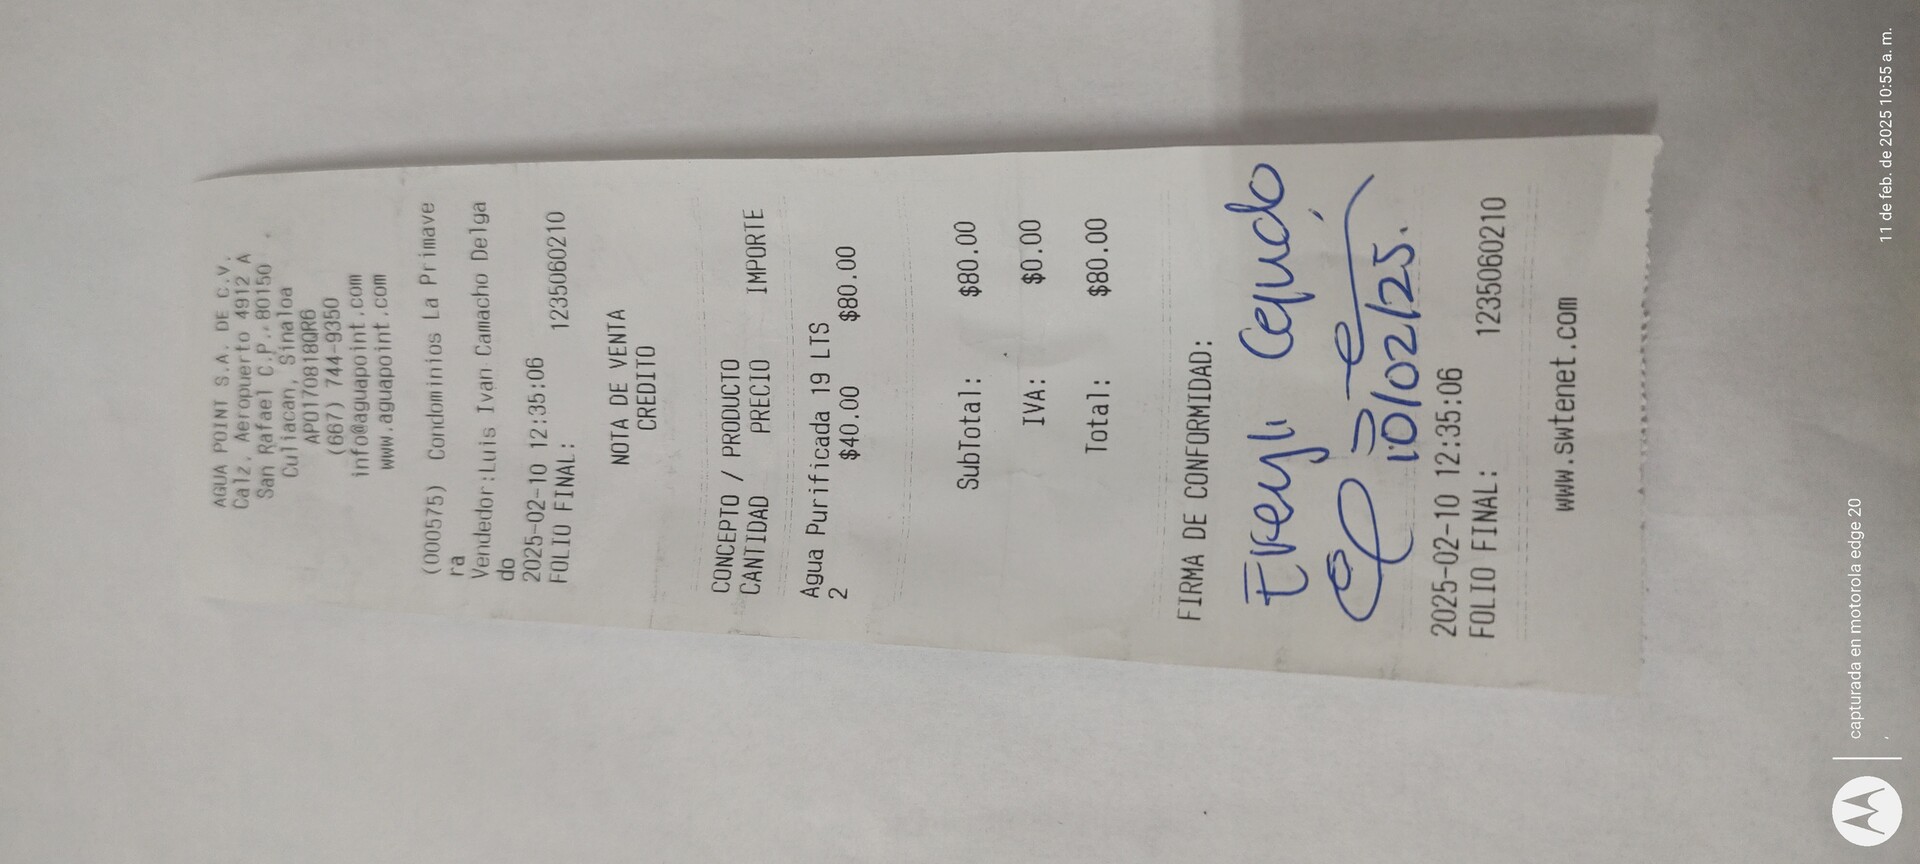 AGUA POINT S.A. DE C.V.
Calz, Aeropuerto 4912 A
San Rafael C.P., 80150
Culiacan, Sinaloa
APO170818QR6
(667) 744-9350
info@aguapoint.com
www.aguapoint.com
(000575) Condominios La Primave
ra
Vendedor:Luis Ivan Camacho Delga
do
2025-02-10 12:35:06
FOLIO FINAL: 1235060210
NOTA DE VENTA
CREDITO
CONCEPTO / PRODUCTO
CANTIDAD PRECIO IMPORTE
Agua Purificada 19 LTS
2 $40.00 $80.00
SubTotal: $80.00
IVA: $0.00
Total: $80.00
FIRMA DE CONFORMIDAD:
10/02/25.
2025-02-10 12:35:06
FOLIO FINAL: 1235060210
www.swtenet.com
capturada en motorola edge 20
11 de feb. de 2025 10:55 a. m.